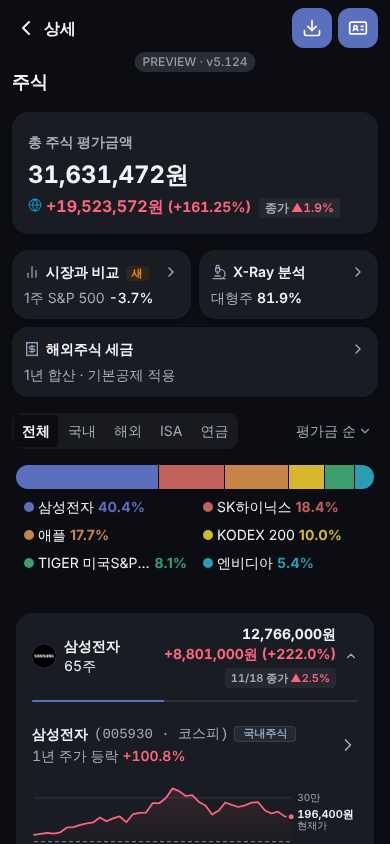 상세
PREVIEW · v5.124
주식
총 주식 평가금액
31,631,472원
+19,523,572원 (+161.25%) 종가 ▲1.9%
시장과 비교 새
1주 S&P 500 -3.7%
X-Ray 분석
대형주 81.9%
해외주식 세금
1년 합산 · 기본공제 적용
전체 국내 해외 ISA 연금 평가금 순
삼성전자 40.4% SK하이닉스 18.4%
애플 17.7% KODEX 200 10.0%
TIGER 미국S&P... 8.1% 엔비디아 5.4%
SAMSUNG
삼성전자
65주
12,766,000원
+8,801,000원 (+222.0%)
11/18 종가 ▲2.5%
삼성전자 (005930 · 코스피) 국내주식
1년 주가 등락 +100.8%
30만
196,400원
현재가